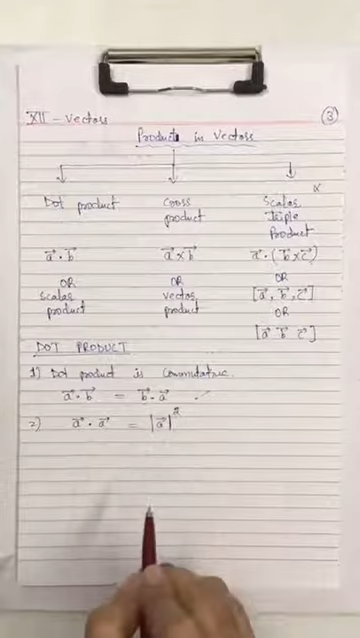 XII - Vectors ③
Products in Vectors
Dot product Cross product Scalar Triple Product
a⃗ · b⃗ a⃗ × b⃗ a⃗ · (b⃗ × c⃗)
OR OR OR
scalar product vector product [a⃗, b⃗, c⃗]
OR
[a⃗ b⃗ c⃗]
DOT PRODUCT
1) Dot product is commutative.
a⃗ · b⃗ = b⃗ · a⃗ ✓
2) a⃗ · a⃗ = |a⃗|²